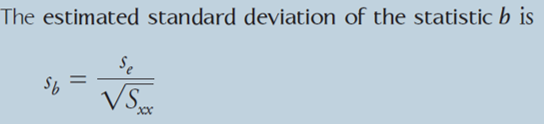 The estimated standard deviation of the statistic b is
s_b = s_e / √S_xx